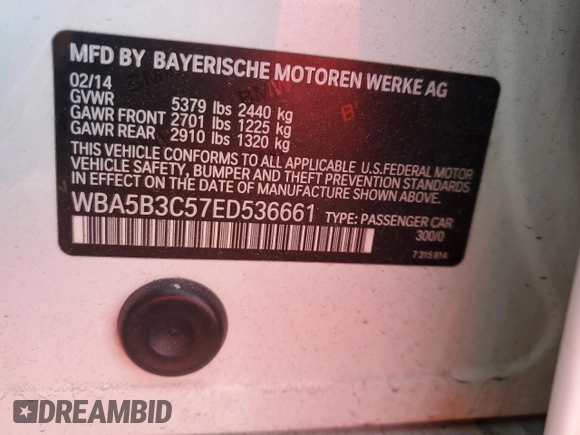 MFD BY BAYERISCHE MOTOREN WERKE AG
02/14
GVWR 5379 lbs 2440 kg
GAWR FRONT 2701 lbs 1225 kg
GAWR REAR 2910 lbs 1320 kg
THIS VEHICLE CONFORMS TO ALL APPLICABLE U.S.FEDERAL MOTOR
VEHICLE SAFETY, BUMPER AND THEFT PREVENTION STANDARDS
IN EFFECT ON THE DATE OF MANUFACTURE SHOWN ABOVE.
WBA5B3C57ED536661 TYPE: PASSENGER CAR
300/0
7 315 814
DREAMBID